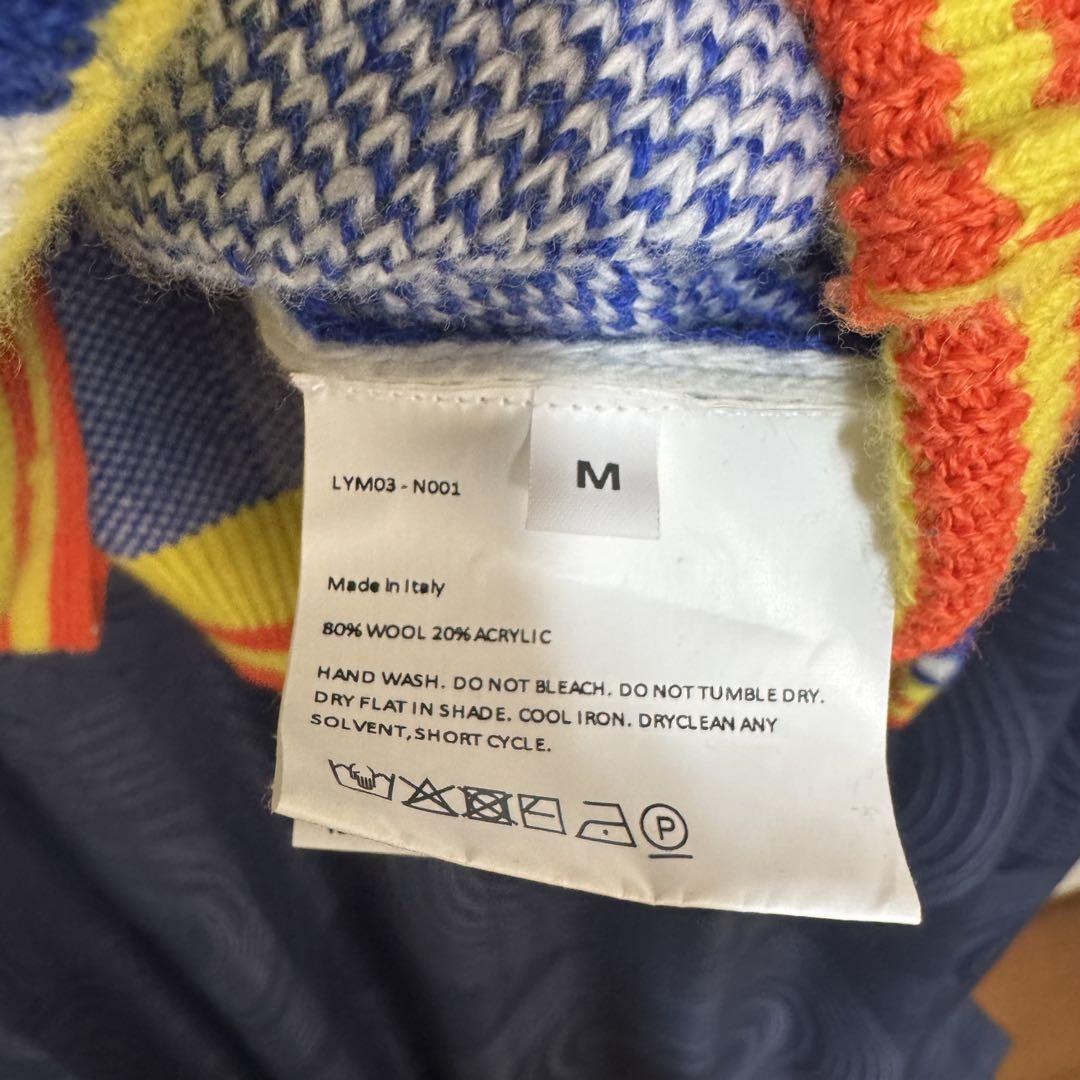 M
LYM03 - N001
Made in Italy
80% WOOL 20% ACRYLIC
HAND WASH. DO NOT BLEACH. DO NOT TUMBLE DRY.
DRY FLAT IN SHADE. COOL IRON. DRYCLEAN ANY
SOLVENT, SHORT CYCLE.
P